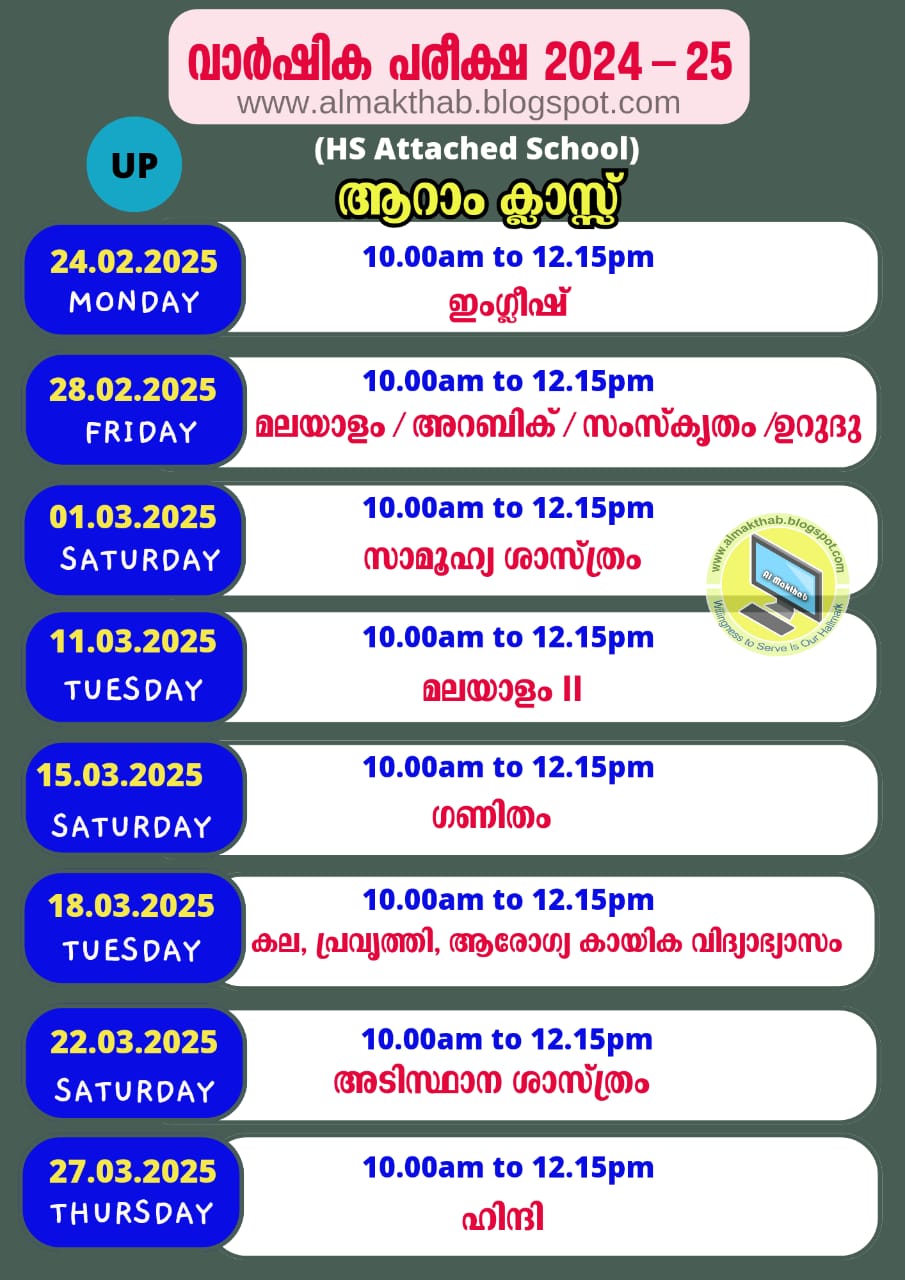 വാർഷിക പരീക്ഷ 2024 – 25
www.almakthab.blogspot.com
(HS Attached School)
UP
ആറാം ക്ലാസ്സ്
24.02.2025
MONDAY
10.00am to 12.15pm
ഇംഗ്ലീഷ്
28.02.2025
FRIDAY
10.00am to 12.15pm
മലയാളം / അറബിക് / സംസ്കൃതം /ഉറുദു
01.03.2025
SATURDAY
10.00am to 12.15pm
സാമൂഹ്യ ശാസ്ത്രം
www.almakthab.blogspot.com
Al Makthab
Willingness to Serve Is Our Hallmark
11.03.2025
TUESDAY
10.00am to 12.15pm
മലയാളം II
15.03.2025
SATURDAY
10.00am to 12.15pm
ഗണിതം
18.03.2025
TUESDAY
10.00am to 12.15pm
കല, പ്രവൃത്തി, ആരോഗ്യ കായിക വിദ്യാഭ്യാസം
22.03.2025
SATURDAY
10.00am to 12.15pm
അടിസ്ഥാന ശാസ്ത്രം
27.03.2025
THURSDAY
10.00am to 12.15pm
ഹിന്ദി